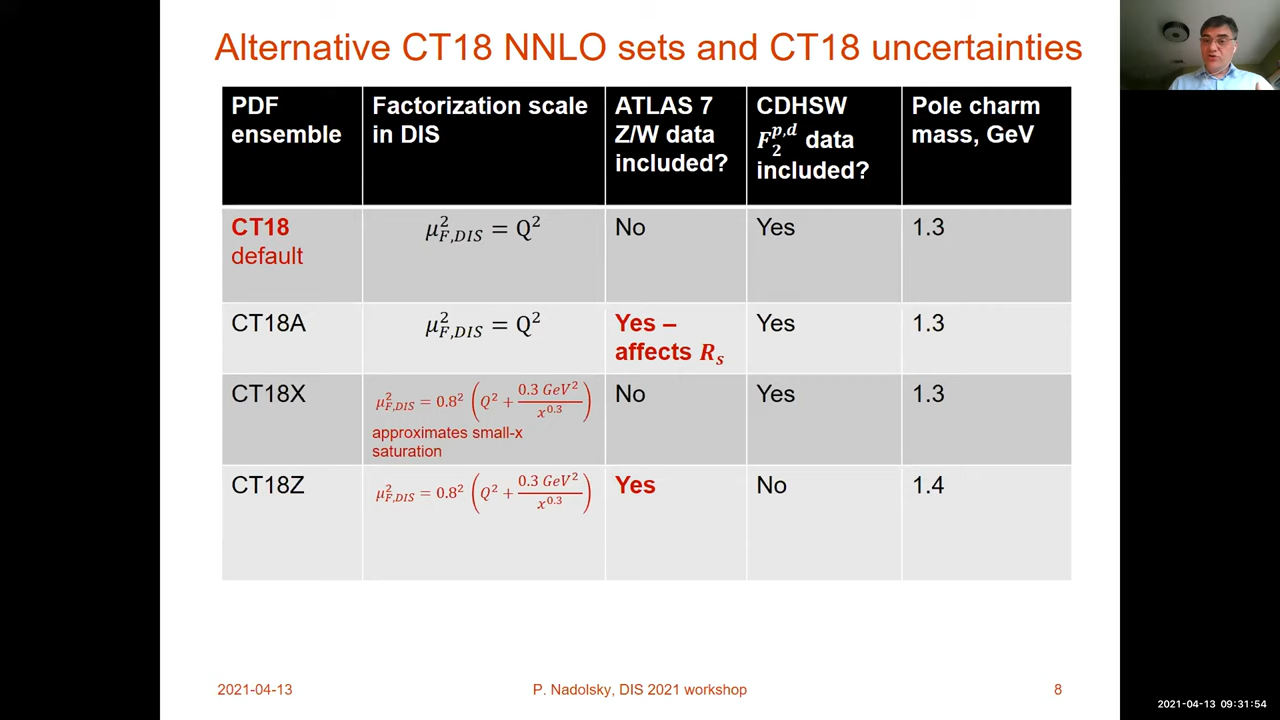 Alternative CT18 NNLO sets and CT18 uncertainties
PDF
ensemble
Factorization scale
in DIS
ATLAS 7
Z/W data
included?
CDHSW
F₂^{p,d} data
included?
Pole charm
mass, GeV
CT18
default
μ²_{F,DIS} = Q²
No
Yes
1.3
CT18A
μ²_{F,DIS} = Q²
Yes –
affects R_s
Yes
1.3
CT18X
μ²_{F,DIS} = 0.8² (Q² + 0.3 GeV² / x^{0.3})
approximates small-x
saturation
No
Yes
1.3
CT18Z
μ²_{F,DIS} = 0.8² (Q² + 0.3 GeV² / x^{0.3})
Yes
No
1.4
2021-04-13
P. Nadolsky, DIS 2021 workshop
8
2021-04-13 09:31:54